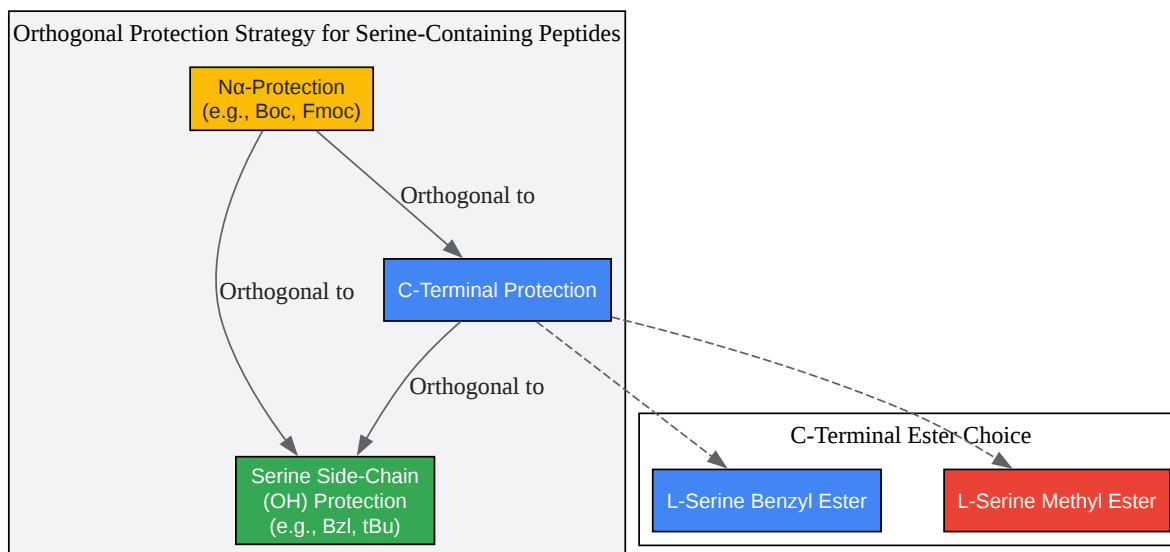 Orthogonal Protection Strategy for Serine-Containing Peptides
Nα-Protection
(e.g., Boc, Fmoc)
Orthogonal to
C-Terminal Protection
Orthogonal to
Orthogonal to
C-Terminal Ester Choice
Serine Side-Chain
(OH) Protection
(e.g., Bzl, tBu)
L-Serine Benzyl Ester
L-Serine Methyl Ester